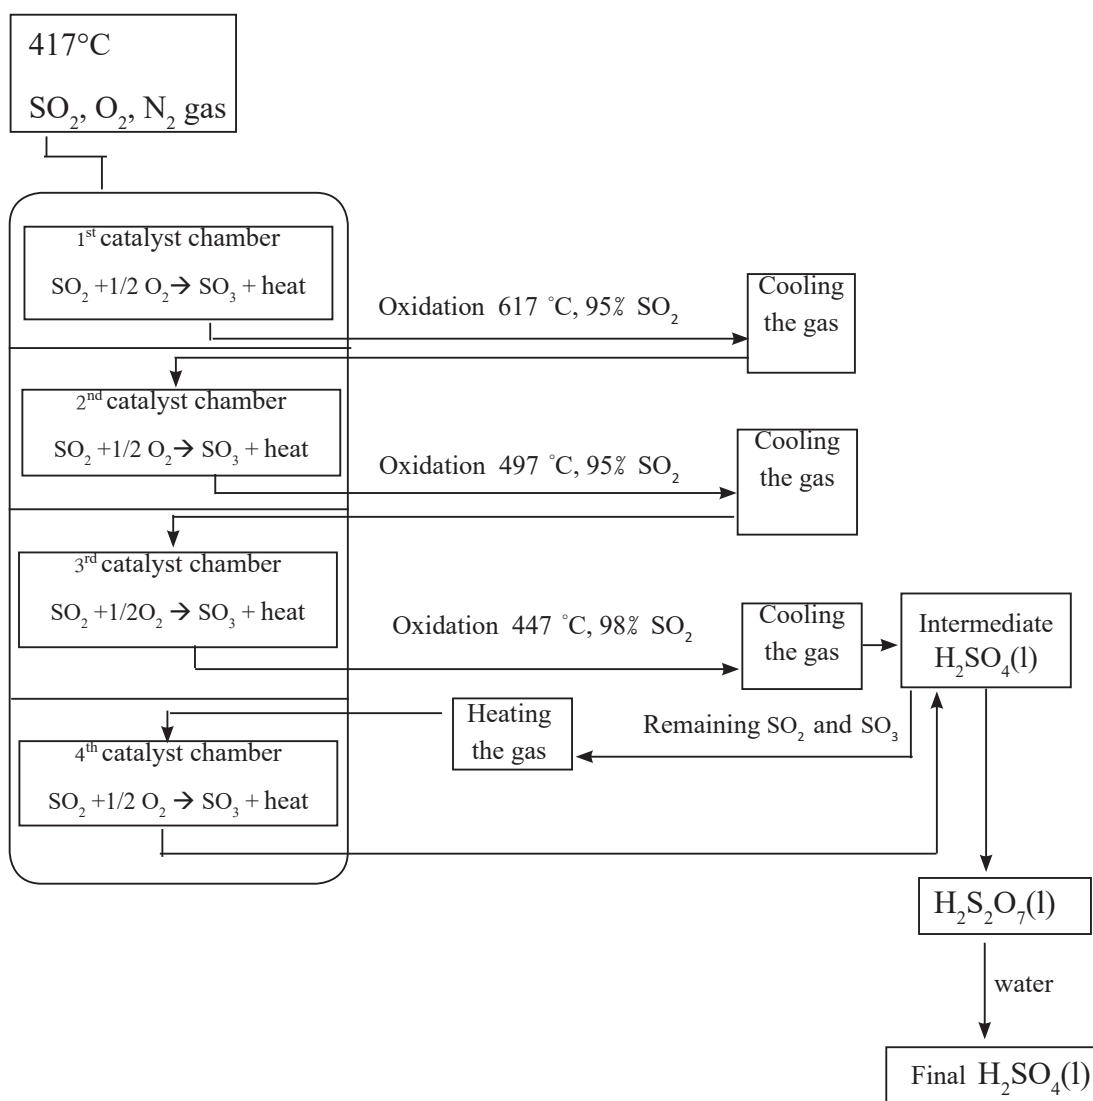 417°C
SO₂, O₂, N₂ gas
1ˢᵗ catalyst chamber
SO₂ +1/2 O₂→ SO₃ + heat
Oxidation 617 °C, 95% SO₂
Cooling
the gas
2ⁿᵈ catalyst chamber
SO₂ +1/2 O₂→ SO₃ + heat
Oxidation 497 °C, 95% SO₂
Cooling
the gas
3ʳᵈ catalyst chamber
SO₂ +1/2O₂ → SO₃ + heat
Oxidation 447 °C, 98% SO₂
Cooling
the gas
Intermediate
H₂SO₄(l)
Remaining SO₂ and SO₃
Heating
the gas
4ᵗʰ catalyst chamber
SO₂ +1/2 O₂ → SO₃ + heat
H₂S₂O₇(l)
water
Final H₂SO₄(l)